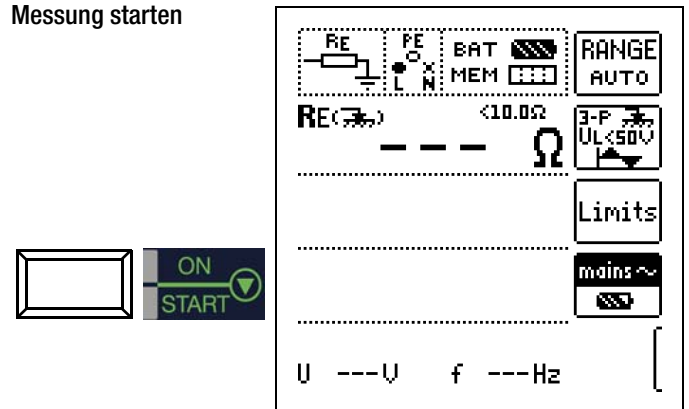 Messung starten
RE
PE
L N
BAT
MEM
RANGE
AUTO
RE( ) <10.0Ω
--- Ω
3-P
UL<50V
Limits
mains~
ON
START
U ---V f ---Hz